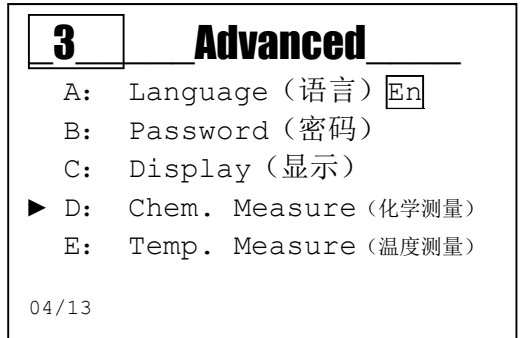 3 Advanced
A: Language（语言）En
B: Password（密码）
C: Display（显示）
► D: Chem. Measure（化学测量）
E: Temp. Measure（温度测量）
04/13